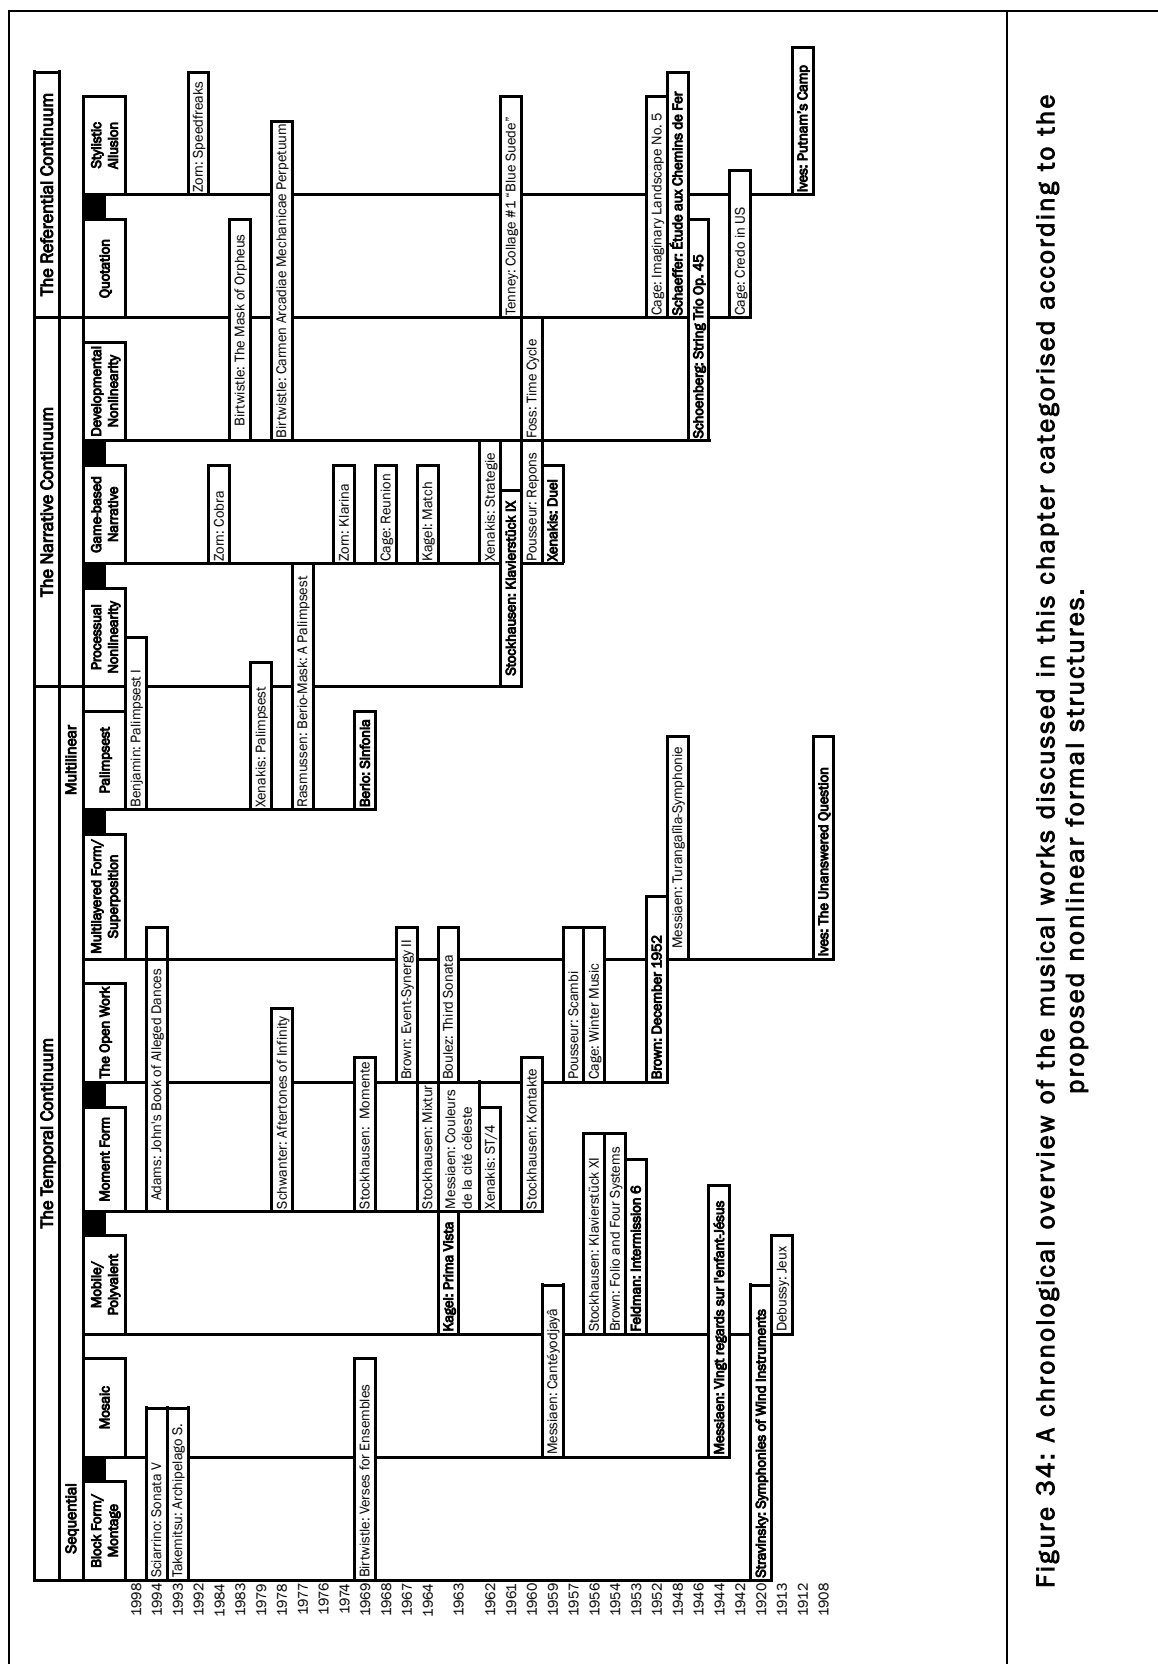 The Temporal Continuum
The Narrative Continuum
The Referential Continuum
Sequential
Multilinear
Block Form/
Montage
Mosaic
Mobile/
Polyvalent
Moment Form
The Open Work
Multilayered Form/
Superposition
Palimpsest
Processual
Nonlinearity
Game-based
Narrative
Developmental
Nonlinearity
Quotation
Stylistic
Allusion
1998
Benjamin: Palimpsest I
1994
Sciarrino: Sonata V
Adams: John's Book of Alleged Dances
1993
Takemitsu: Archipelago S.
1992
Zorn: Speedfreaks
1984
Zorn: Cobra
1983
Birtwistle: The Mask of Orpheus
1979
Xenakis: Palimpsest
1978
Schwanter: Aftertones of Infinity
Birtwistle: Carmen Arcadiae Mechanicae Perpetuum
1977
Rasmussen: Berio-Mask: A Palimpsest
1976
1974
Zorn: Klarina
1969
Birtwistle: Verses for Ensembles
Stockhausen: Momente
Berio: Sinfonia
1968
Cage: Reunion
1967
Brown: Event-Synergy II
1964
Stockhausen: Mixtur
Kagel: Match
1963
Kagel: Prima Vista
Messiaen: Couleurs
de la cité céleste
Boulez: Third Sonata
1962
Xenakis: ST/4
Xenakis: Strategie
1961
Stockhausen: Klavierstück IX
Tenney: Collage #1 "Blue Suede"
1960
Stockhausen: Kontakte
Pousseur: Repons
Foss: Time Cycle
1959
Messiaen: Cantéyodjayâ
Xenakis: Duel
1957
Pousseur: Scambi
1956
Stockhausen: Klavierstück XI
Cage: Winter Music
1954
Brown: Folio and Four Systems
1953
Feldman: Intermission 6
1952
Brown: December 1952
Cage: Imaginary Landscape No. 5
1948
Messiaen: Turangalîla-Symphonie
Schaeffer: Étude aux Chemins de Fer
1946
Schoenberg: String Trio Op. 45
1944
Messiaen: Vingt regards sur l'enfant-Jésus
1942
Cage: Credo in US
1920
Stravinsky: Symphonies of Wind Instruments
1913
Debussy: Jeux
1912
Ives: Putnam's Camp
1908
Ives: The Unanswered Question
Figure 34: A chronological overview of the musical works discussed in this chapter categorised according to the
proposed nonlinear formal structures.